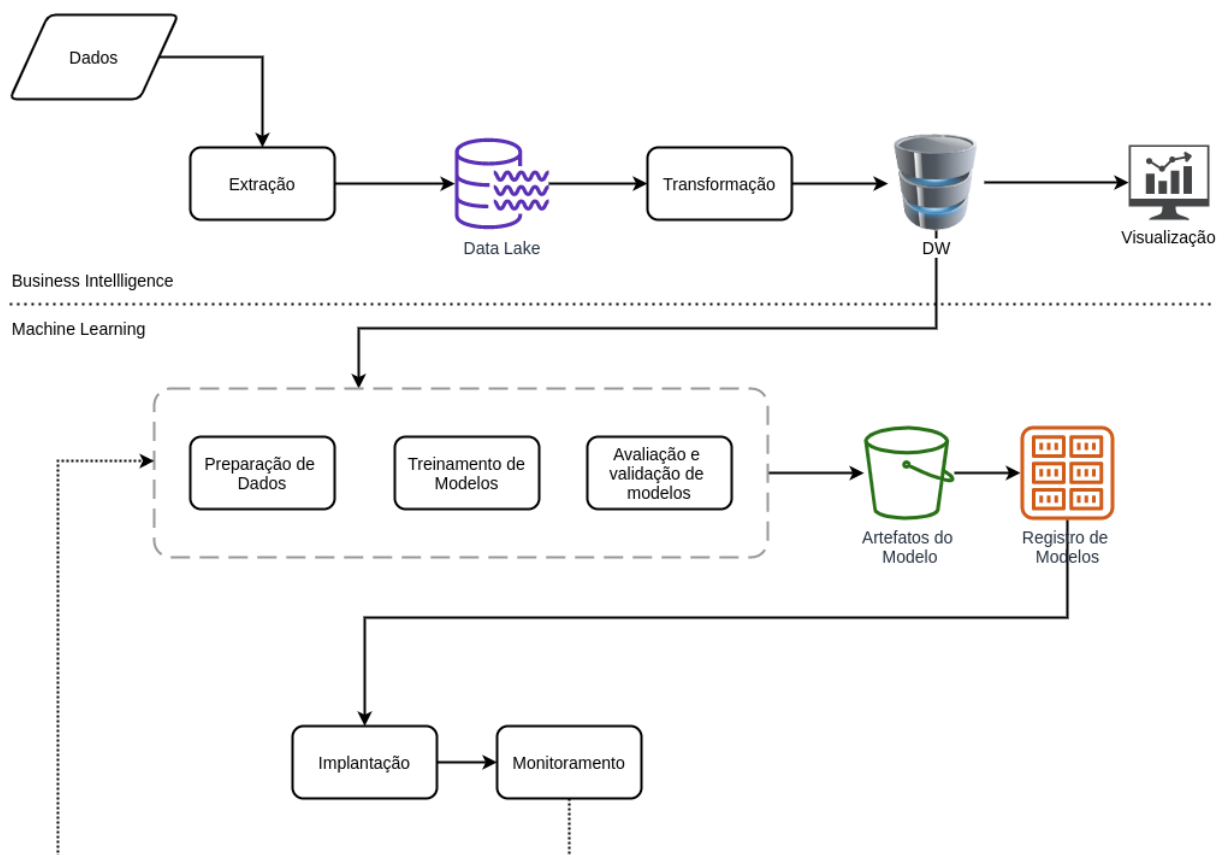 Dados
Extração
Data Lake
Transformação
DW
Visualização
Business Intellligence
Machine Learning
Preparação de
Dados
Treinamento de
Modelos
Avaliação e
validação de
modelos
Artefatos do
Modelo
Registro de
Modelos
Implantação
Monitoramento